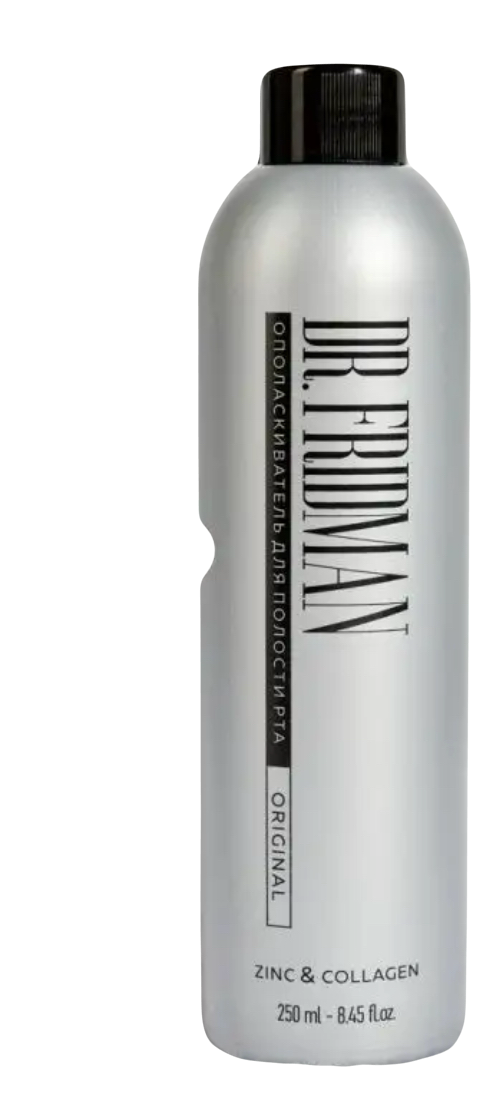 DR. FRIDMAN
ОПОЛАСКИВАТЕЛЬ ДЛЯ ПОЛОСТИ РТА
ORIGINAL
ZINC & COLLAGEN
250 ml - 8.45 fl.oz.